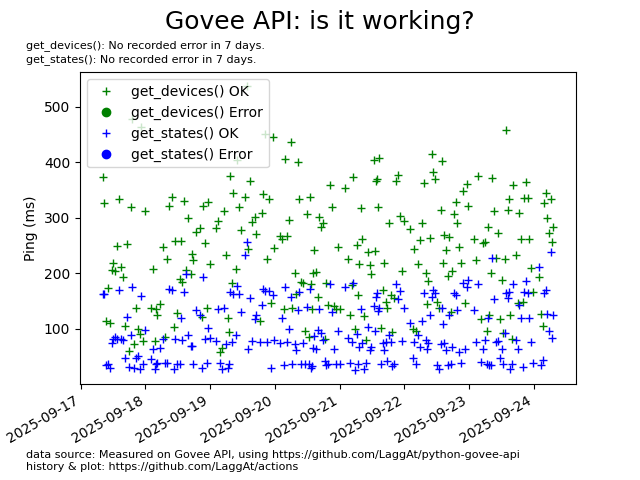 Govee API: is it working?
get_devices(): No recorded error in 7 days.
get_states(): No recorded error in 7 days.
get_devices() OK
get_devices() Error
get_states() OK
get_states() Error
Ping (ms)
500
400
300
200
100
2025-09-17
2025-09-18
2025-09-19
2025-09-20
2025-09-21
2025-09-22
2025-09-23
2025-09-24
data source: Measured on Govee API, using https://github.com/LaggAt/python-govee-api
history & plot: https://github.com/LaggAt/actions